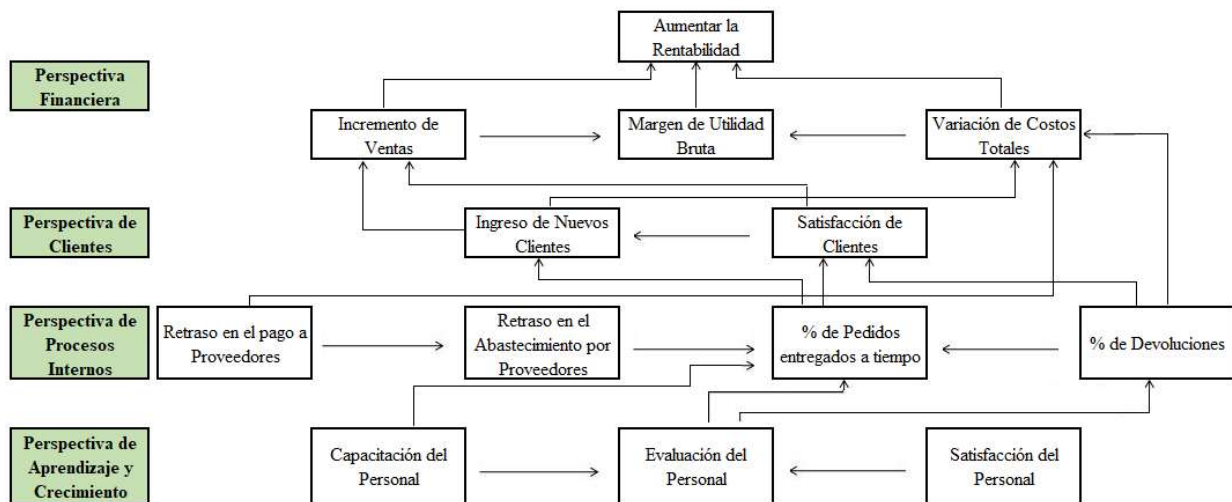 Aumentar la
Rentabilidad
Perspectiva
Financiera
Incremento de
Ventas
Margen de Utilidad
Bruta
Variación de Costos
Totales
Perspectiva de
Clientes
Ingreso de Nuevos
Clientes
Satisfacción de
Clientes
Perspectiva de
Procesos
Internos
Retraso en el pago a
Proveedores
Retraso en el
Abastecimiento por
Proveedores
% de Pedidos
entregados a tiempo
% de Devoluciones
Perspectiva de
Aprendizaje y
Crecimiento
Capacitación del
Personal
Evaluación del
Personal
Satisfacción del
Personal